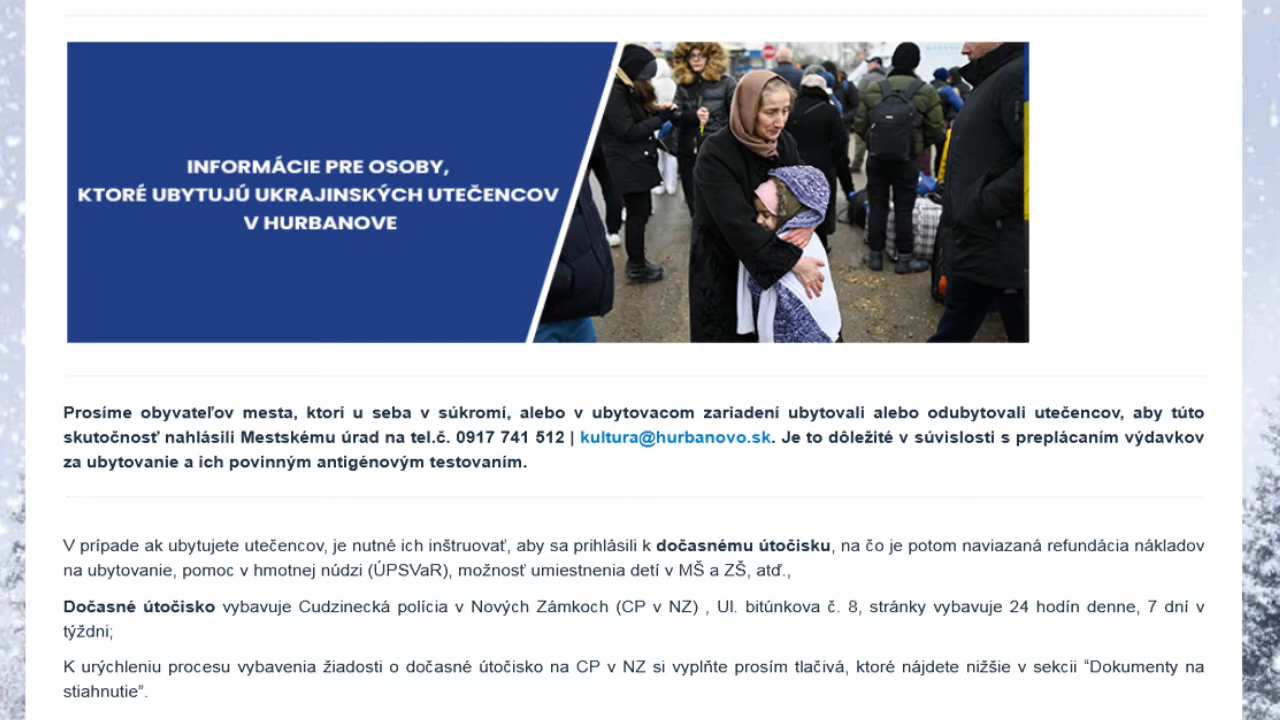 INFORMÁCIE PRE OSOBY,
KTORÉ UBYTUJÚ UKRAJINSKÝCH UTEČENCOV
V HURBANOVE
Prosíme obyvateľov mesta, ktorí u seba v súkromí, alebo v ubytovacom zariadení ubytovali alebo odubytovali utečencov, aby túto
skutočnosť nahlásili Mestskému úrad na tel.č. 0917 741 512 | kultura@hurbanovo.sk. Je to dôležité v súvislosti s preplácaním výdavkov
za ubytovanie a ich povinným antigénovým testovaním.
V prípade ak ubytujete utečencov, je nutné ich inštruovať, aby sa prihlásili k dočasnému útočisku, na čo je potom naviazaná refundácia nákladov
na ubytovanie, pomoc v hmotnej núdzi (ÚPSVaR), možnosť umiestnenia detí v MŠ a ZŠ, atď.,
Dočasné útočisko vybavuje Cudzinecká polícia v Nových Zámkoch (CP v NZ) , Ul. bitúnkova č. 8, stránky vybavuje 24 hodín denne, 7 dní v
týždni;
K urýchleniu procesu vybavenia žiadosti o dočasné útočisko na CP v NZ si vyplňte prosím tlačivá, ktoré nájdete nižšie v sekcii “Dokumenty na
stiahnutie”.